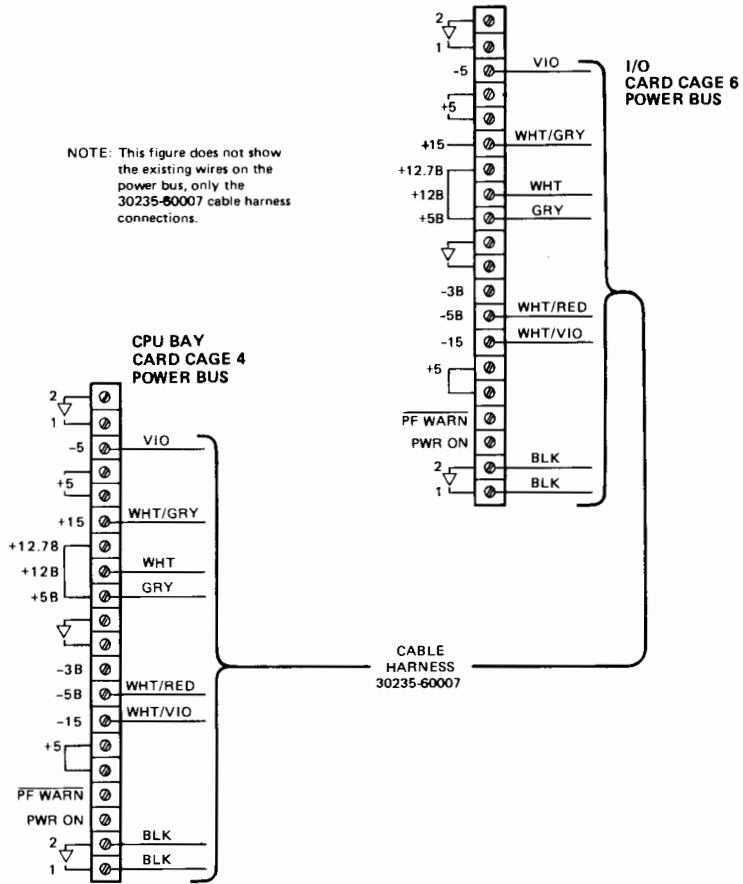 2
1
-5 VIO
+5
+15 WHT/GRY
+12.7B
+12B WHT
+5B GRY
-3B
-5B WHT/RED
-15 WHT/VIO
+5
PF WARN
PWR ON
2 BLK
1 BLK
I/O
CARD CAGE 6
POWER BUS
NOTE: This figure does not show
the existing wires on the
power bus, only the
30235-60007 cable harness
connections.
CPU BAY
CARD CAGE 4
POWER BUS
2
1
-5 VIO
+5
+15 WHT/GRY
+12.7B
+12B WHT
+5B GRY
-3B
-5B WHT/RED
-15 WHT/VIO
+5
PF WARN
PWR ON
2 BLK
1 BLK
CABLE
HARNESS
30235-60007